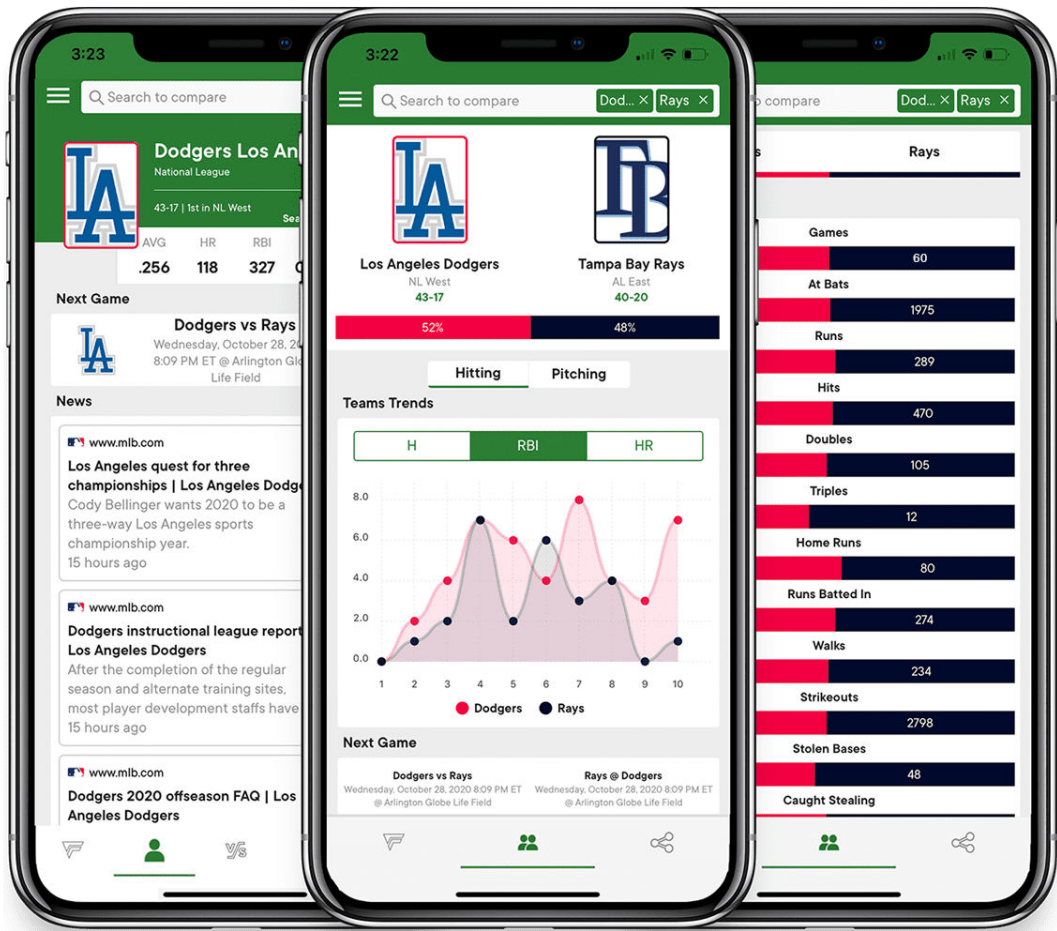 3:23
Search to compare
Dodgers Los An
National League
43-17 | 1st in NL West
Sea
AVG HR RBI
.256 118 327 0
Next Game
Dodgers vs Rays
Wednesday, October 28, 20
8:09 PM ET @ Arlington Glo
Life Field
News
www.mlb.com
Los Angeles quest for three
championships | Los Angeles Dodge
Cody Bellinger wants 2020 to be a
three-way Los Angeles sports
championship year.
15 hours ago
www.mlb.com
Dodgers instructional league report
Los Angeles Dodgers
After the completion of the regular
season and alternate training sites,
most player development staffs have
15 hours ago
www.mlb.com
Dodgers 2020 offseason FAQ | Los
Angeles Dodgers
V/S
3:22
Search to compare
Dod... × Rays ×
LA TB
Los Angeles Dodgers Tampa Bay Rays
NL West AL East
43-17 40-20
52% 48%
Hitting Pitching
Teams Trends
H RBI HR
8.0
6.0
4.0
2.0
0.0
1 2 3 4 5 6 7 8 9 10
Dodgers Rays
Next Game
Dodgers vs Rays Rays @ Dodgers
Wednesday, October 28, 2020 8:09 PM ET Wednesday, October 28, 2020 8:09 PM ET
@ Arlington Globe Life Field @ Arlington Globe Life Field
compare
Dod... × Rays ×
s Rays
Games
60
At Bats
1975
Runs
289
Hits
470
Doubles
105
Triples
12
Home Runs
80
Runs Batted In
274
Walks
234
Strikeouts
2798
Stolen Bases
48
Caught Stealing